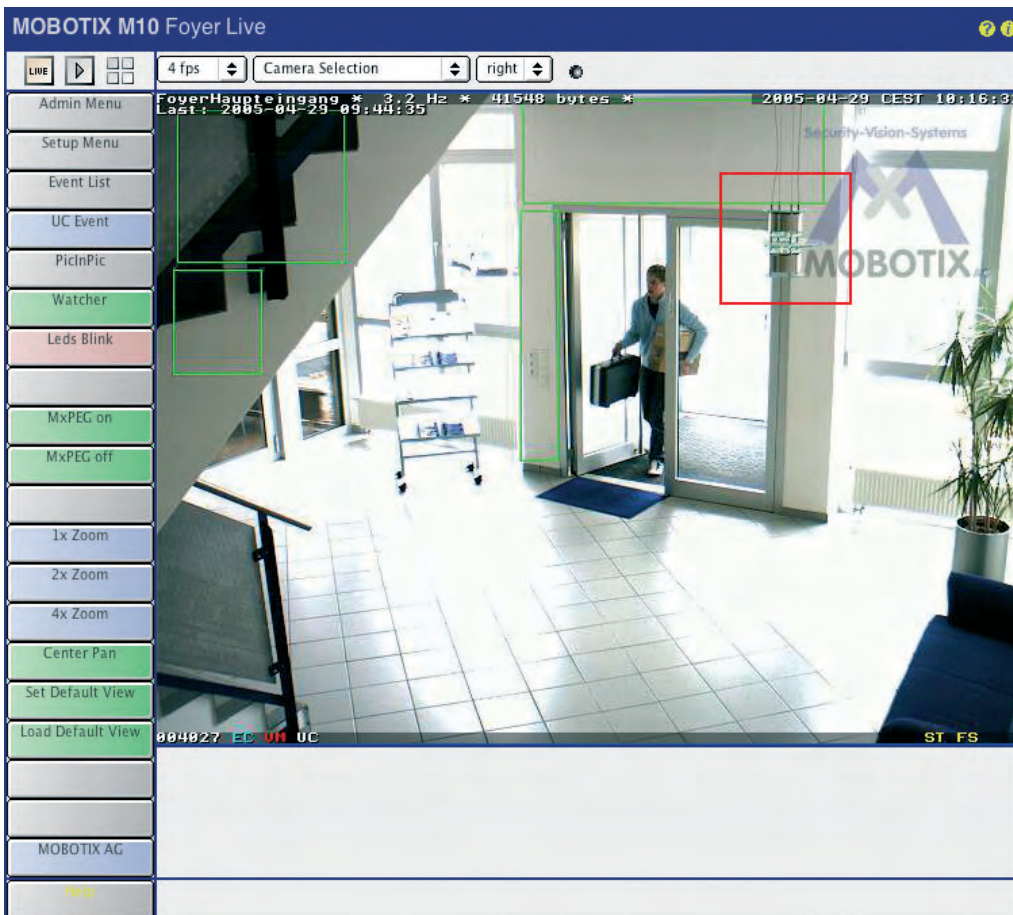 MOBOTIX M10 Foyer Live
LIVE
4 fps
Camera Selection
right
Admin Menu
Setup Menu
Event List
UC Event
PicInPic
Watcher
Leds Blink
MxPEG on
MxPEG off
1x Zoom
2x Zoom
4x Zoom
Center Pan
Set Default View
Load Default View
MOBOTIX AG
Help
FoyerHaupteingang * 3.2 Hz * 41548 bytes *
2005-04-29 CEST 10:16:3
Last: 2005-04-29 09:44:35
Security-Vision-Systems
MOBOTIX AG
004027 EC VM UC
ST FS